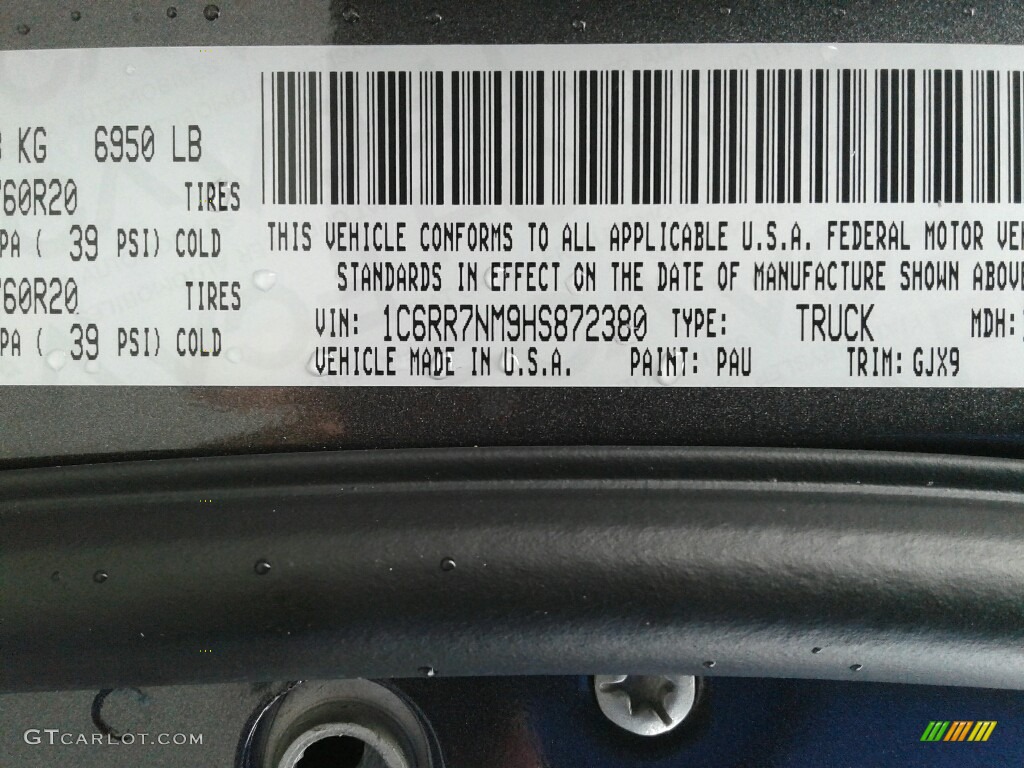 KG 6950 LB
60R20 TIRES
PA ( 39 PSI) COLD
60R20 TIRES
PA ( 39 PSI) COLD
THIS VEHICLE CONFORMS TO ALL APPLICABLE U.S.A. FEDERAL MOTOR VE
STANDARDS IN EFFECT ON THE DATE OF MANUFACTURE SHOWN ABOVE
VIN: 1C6RR7NM9HS872380 TYPE: TRUCK MDH:
VEHICLE MADE IN U.S.A. PAINT: PAU TRIM: GJX9
GTCARLOT.COM